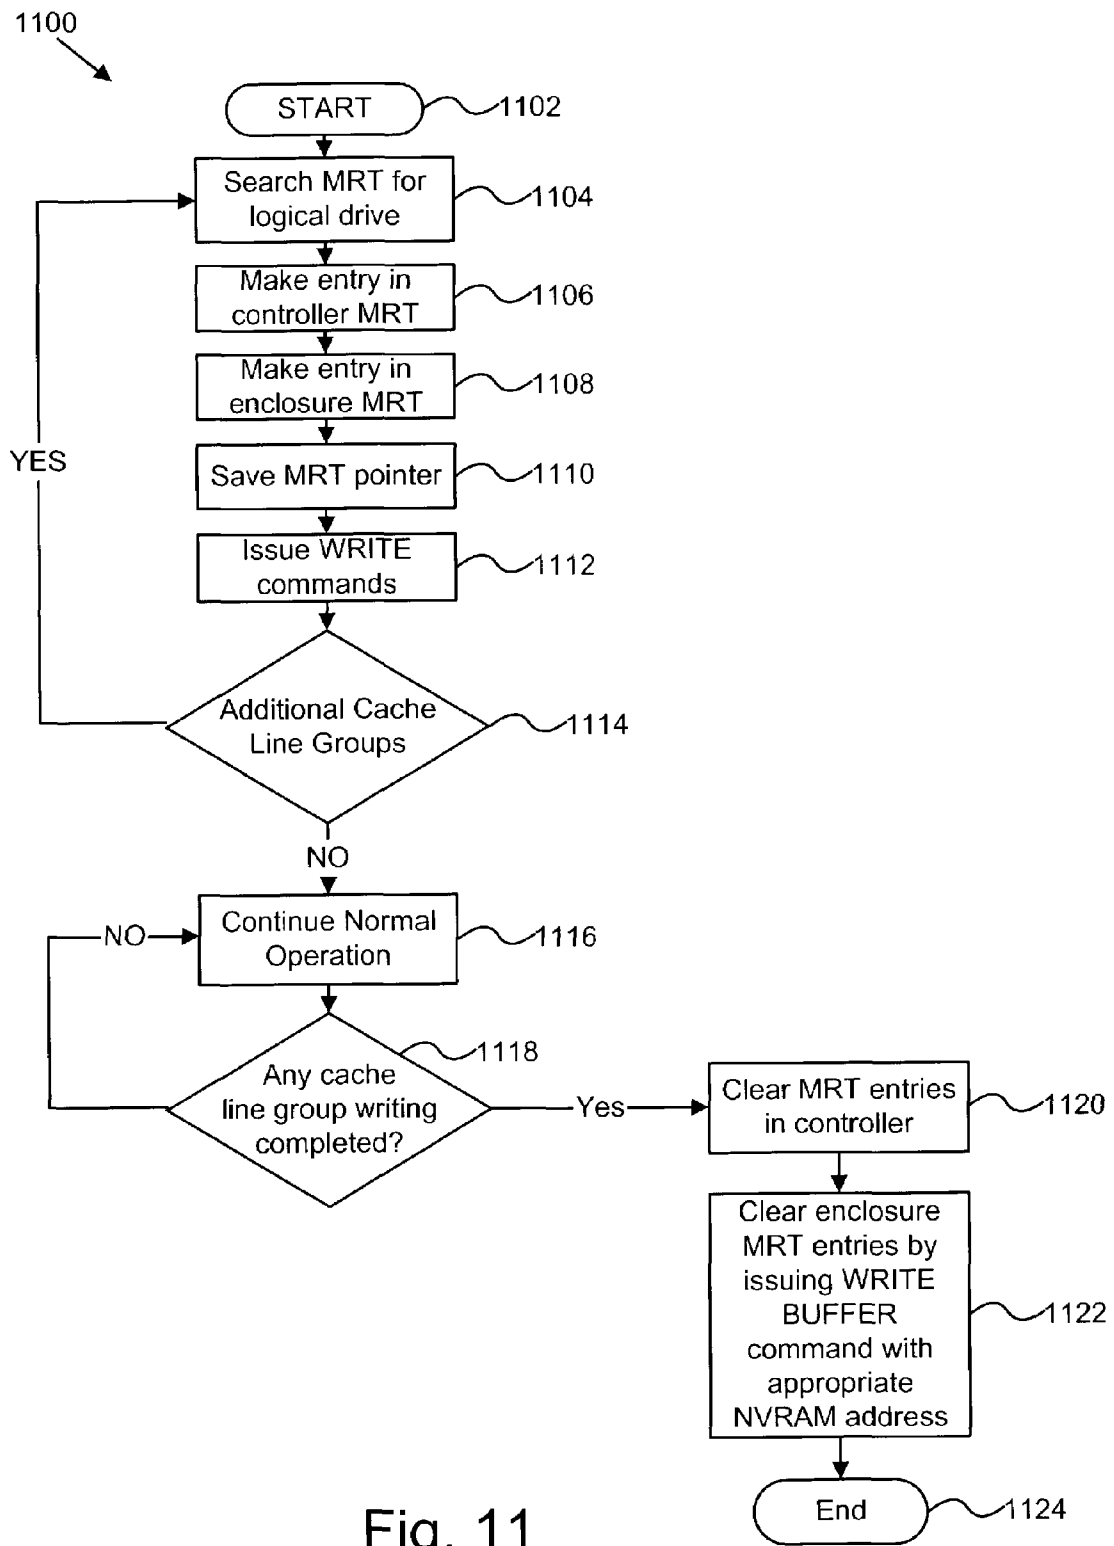 1100
START
1102
Search MRT for
logical drive
1104
Make entry in
controller MRT
1106
Make entry in
enclosure MRT
1108
YES
Save MRT pointer
1110
Issue WRITE
commands
1112
Additional Cache
Line Groups
1114
NO
Continue Normal
Operation
1116
NO
Any cache
line group writing
completed?
1118
Yes
Clear MRT entries
in controller
1120
Clear enclosure
MRT entries by
issuing WRITE
BUFFER
command with
appropriate
NVRAM address
1122
End
1124
Fig. 11